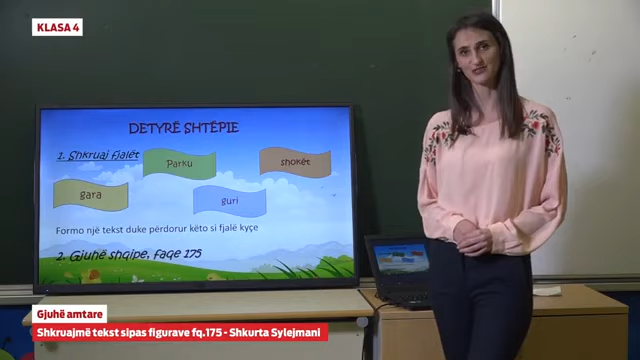 KLASA 4
DETYRË SHTËPIE
1. Shkruaj fjalët
Parku
shokët
gara
guri
Formo një tekst duke përdorur këto si fjalë kyçe
2. Gjuhë shqipe, faqe 175
Gjuhë amtare
Shkruajmë tekst sipas figurave fq.175 - Shkurta Sylejmani